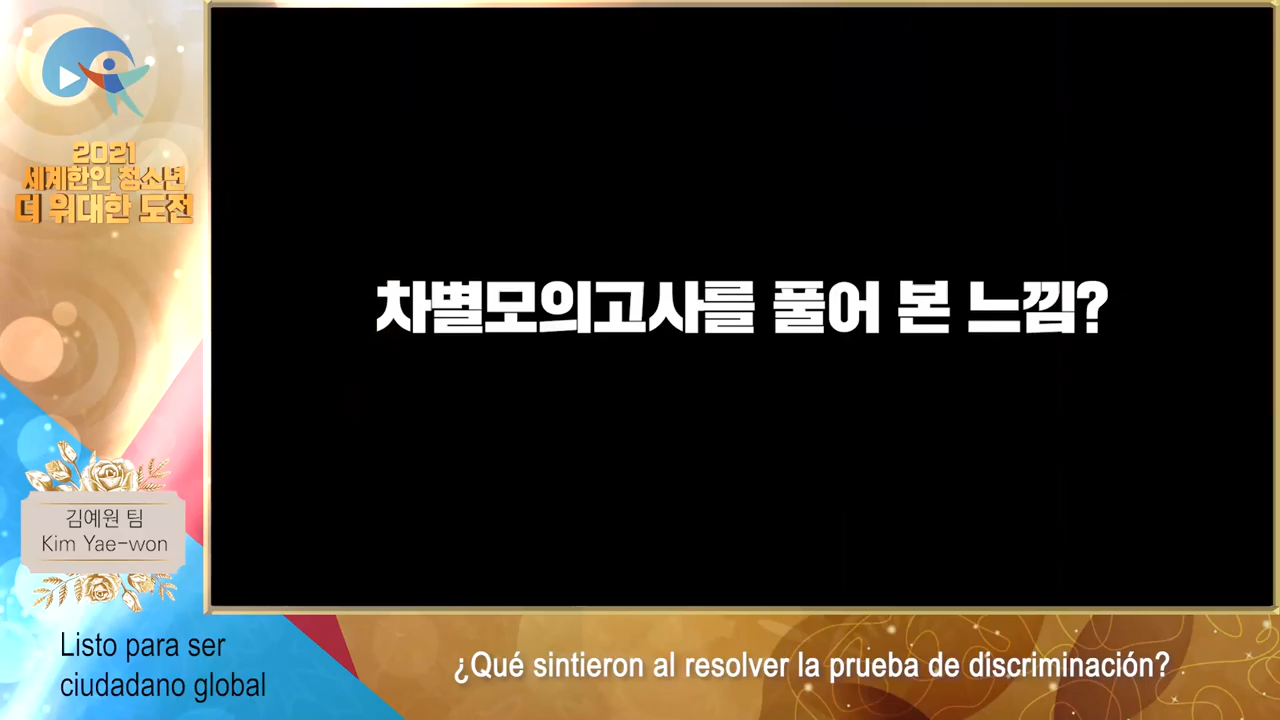 2021
세계한인 청소년
더 위대한 도전
차별모의고사를 풀어 본 느낌?
김예원 팀
Kim Yae-won
Listo para ser
ciudadano global
¿Qué sintieron al resolver la prueba de discriminación?